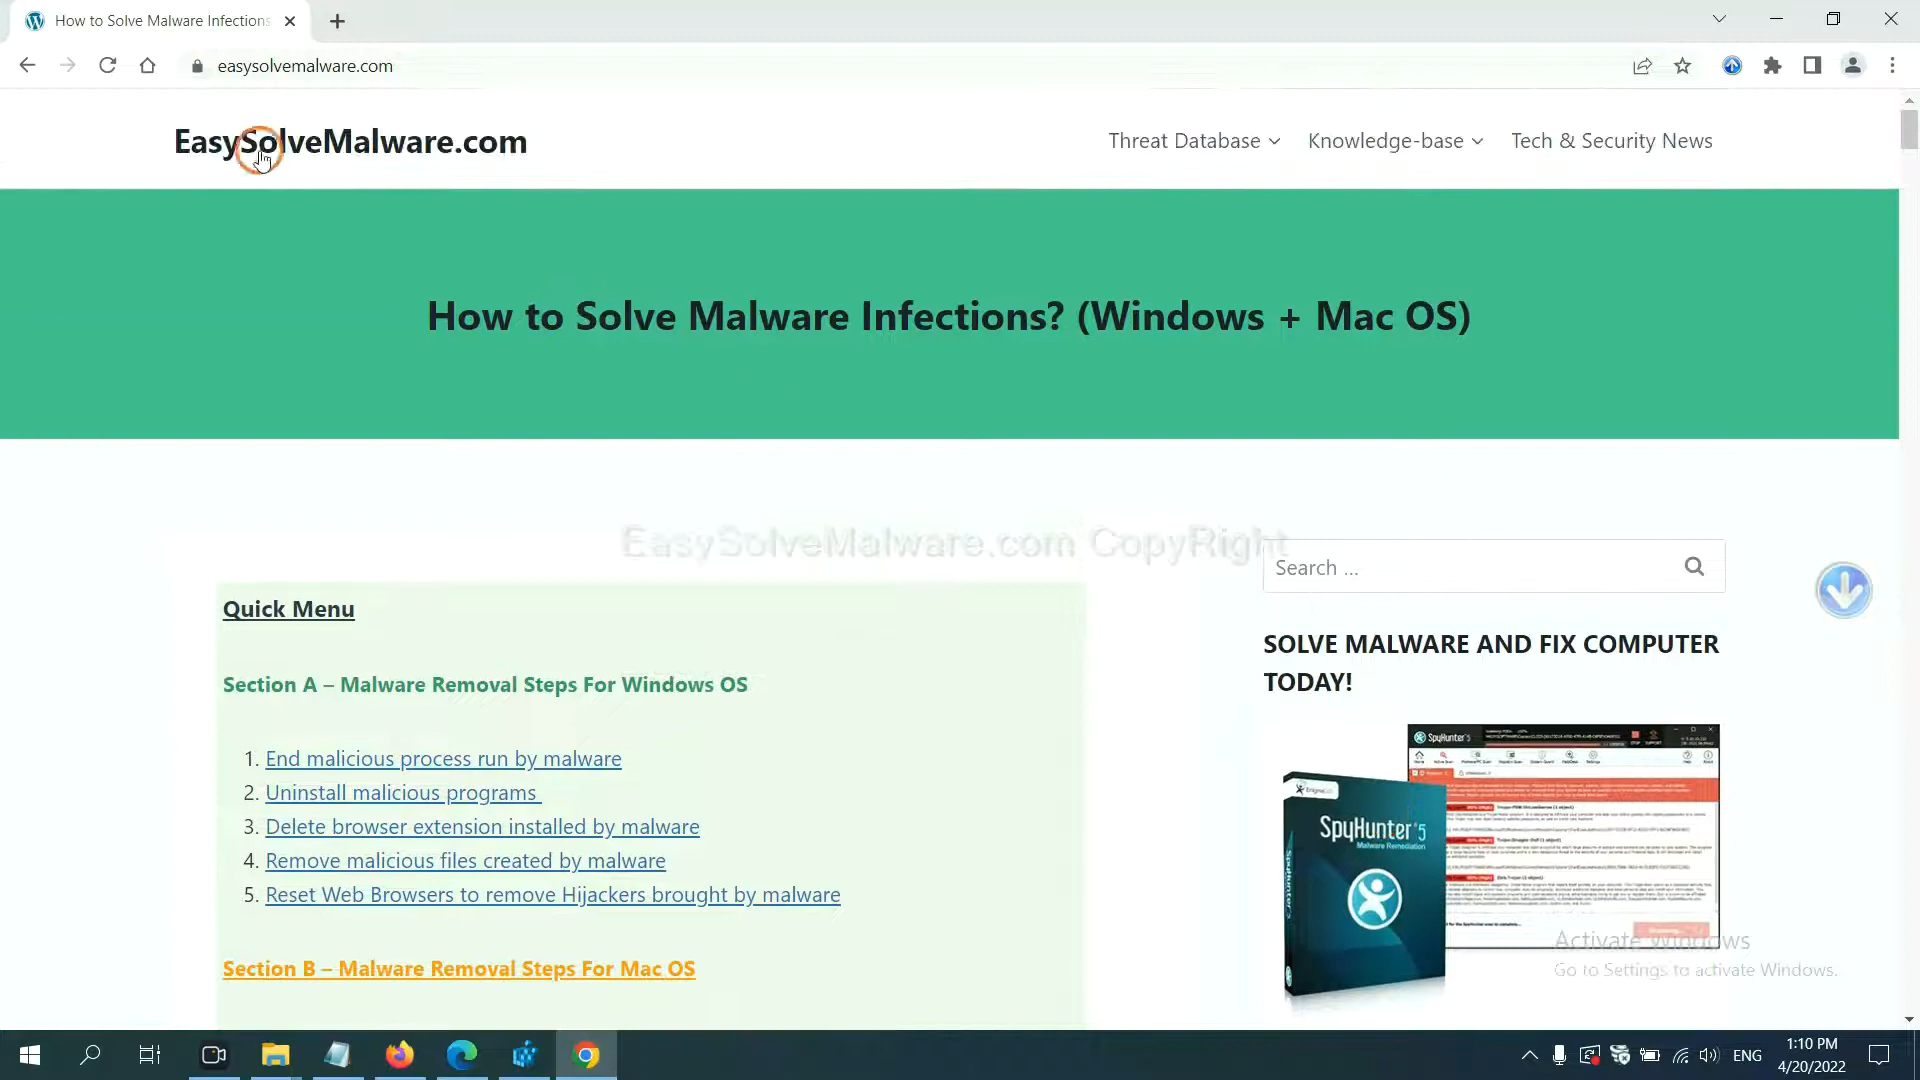 How to Solve Malware Infections
easysolvemalware.com
EasySolveMalware.com
Threat Database
Knowledge-base
Tech & Security News
How to Solve Malware Infections? (Windows + Mac OS)
EasySolveMalware.com CopyRight
Search ...
Quick Menu
SOLVE MALWARE AND FIX COMPUTER
TODAY!
Section A – Malware Removal Steps For Windows OS
1. End malicious process run by malware
2. Uninstall malicious programs
3. Delete browser extension installed by malware
4. Remove malicious files created by malware
5. Reset Web Browsers to remove Hijackers brought by malware
Section B – Malware Removal Steps For Mac OS
SpyHunter 5
SpyHunter 5
Malware Remediation
Activate Windows
Go to Settings to activate Windows.
ENG
1:10 PM
4/20/2022